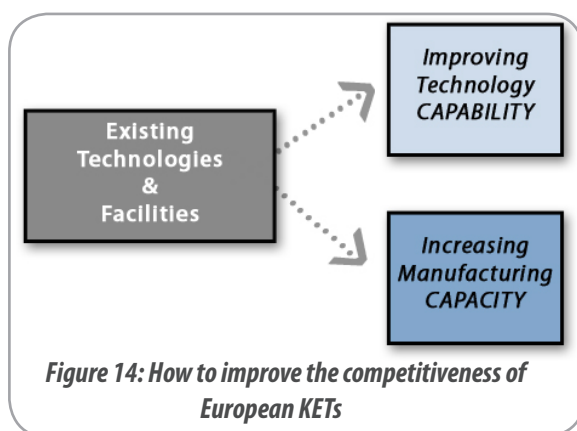 Existing
Technologies
&
Facilities
Improving
Technology
CAPABILITY
Increasing
Manufacturing
CAPACITY
Figure 14: How to improve the competitiveness of
European KETs